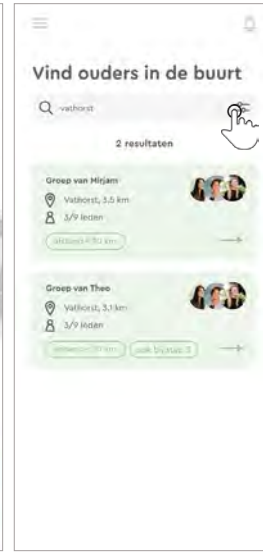 Vind ouders in de buurt
vathorst
2 resultaten
Groep van Mirjam
Vathorst, 3,5 km
3/9 leden
Groep van Theo
Vathorst, 3,1 km
3/9 leden